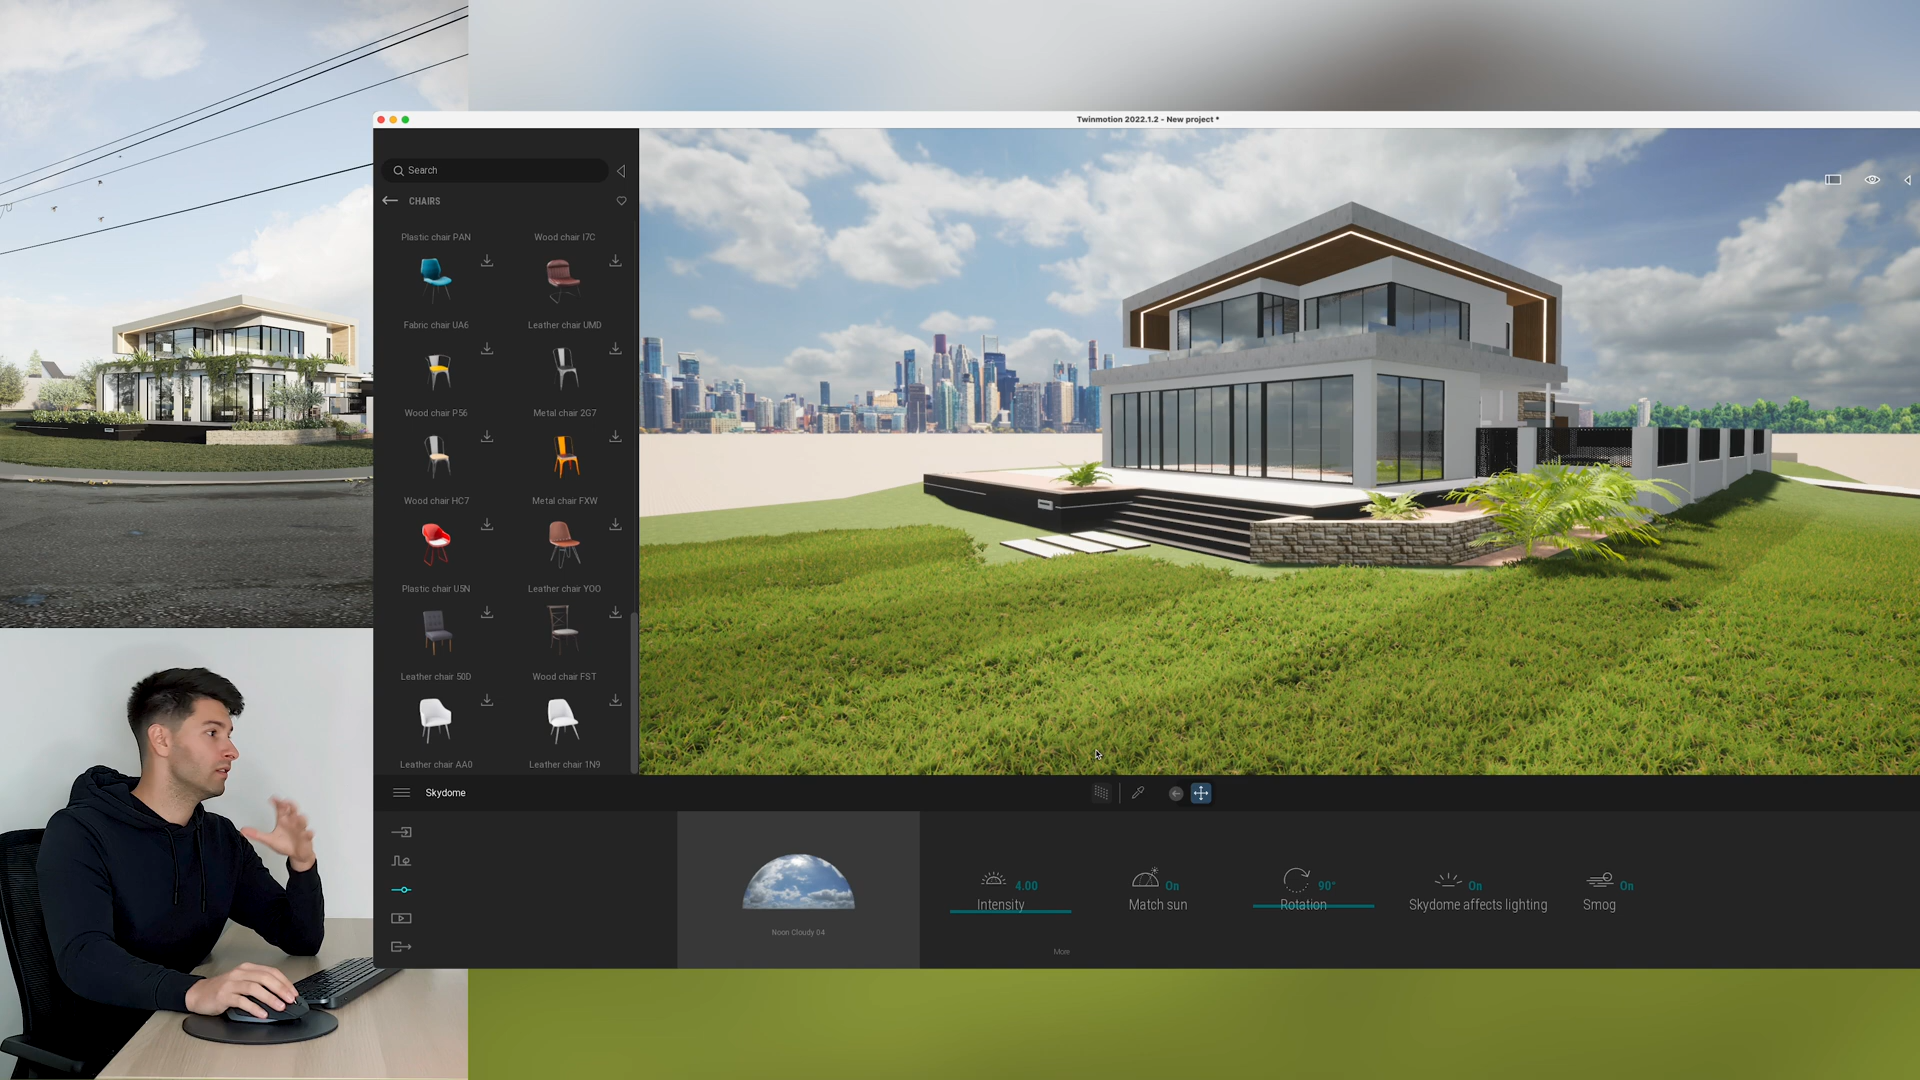 Twinmotion 2022.1.2 - New project *
Search
CHAIRS
Plastic chair PAN
Wood chair I7C
Fabric chair UA6
Leather chair UMD
Wood chair P56
Metal chair 2G7
Wood chair HC7
Metal chair FXW
Plastic chair U5N
Leather chair YOO
Leather chair 50D
Wood chair FST
Leather chair AA0
Leather chair 1N9
Skydome
Noon Cloudy 04
4.00
Intensity
On
Match sun
90°
Rotation
On
Skydome affects lighting
On
Smog
More